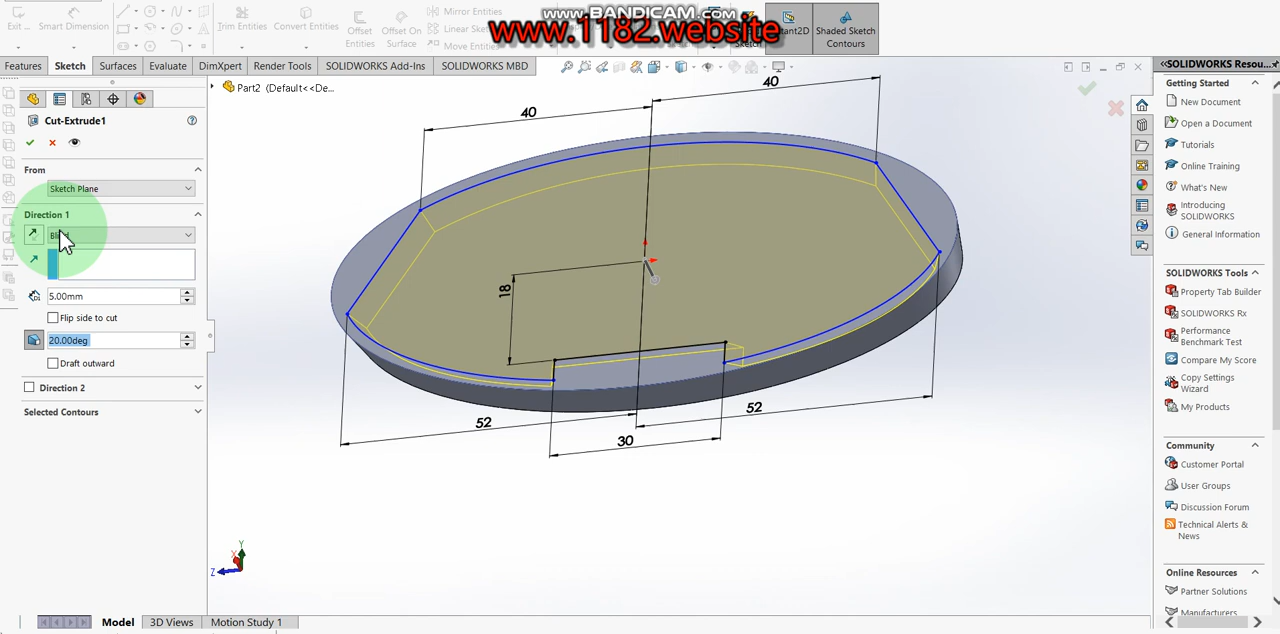 www.BANDICAM.com
www.1182.website
Exit...
Smart Dimension
Trim Entities
Convert Entities
Offset Entities
Offset On Surface
Mirror Entities
Linear Sketch
Move Entities
Sketch
Instant2D
Shaded Sketch Contours
Features
Sketch
Surfaces
Evaluate
DimXpert
Render Tools
SOLIDWORKS Add-Ins
SOLIDWORKS MBD
Part2 (Default<<De...
Cut-Extrude1
From
Sketch Plane
Direction 1
Blind
5.00mm
Flip side to cut
20.00deg
Draft outward
Direction 2
Selected Contours
40
40
18
52
52
30
Y
X
Z
Model
3D Views
Motion Study 1
SOLIDWORKS Resou...
Getting Started
New Document
Open a Document
Tutorials
Online Training
What's New
Introducing SOLIDWORKS
General Information
SOLIDWORKS Tools
Property Tab Builder
SOLIDWORKS Rx
Performance Benchmark Test
Compare My Score
Copy Settings Wizard
My Products
Community
Customer Portal
User Groups
Discussion Forum
Technical Alerts & News
Online Resources
Partner Solutions
Manufacturers